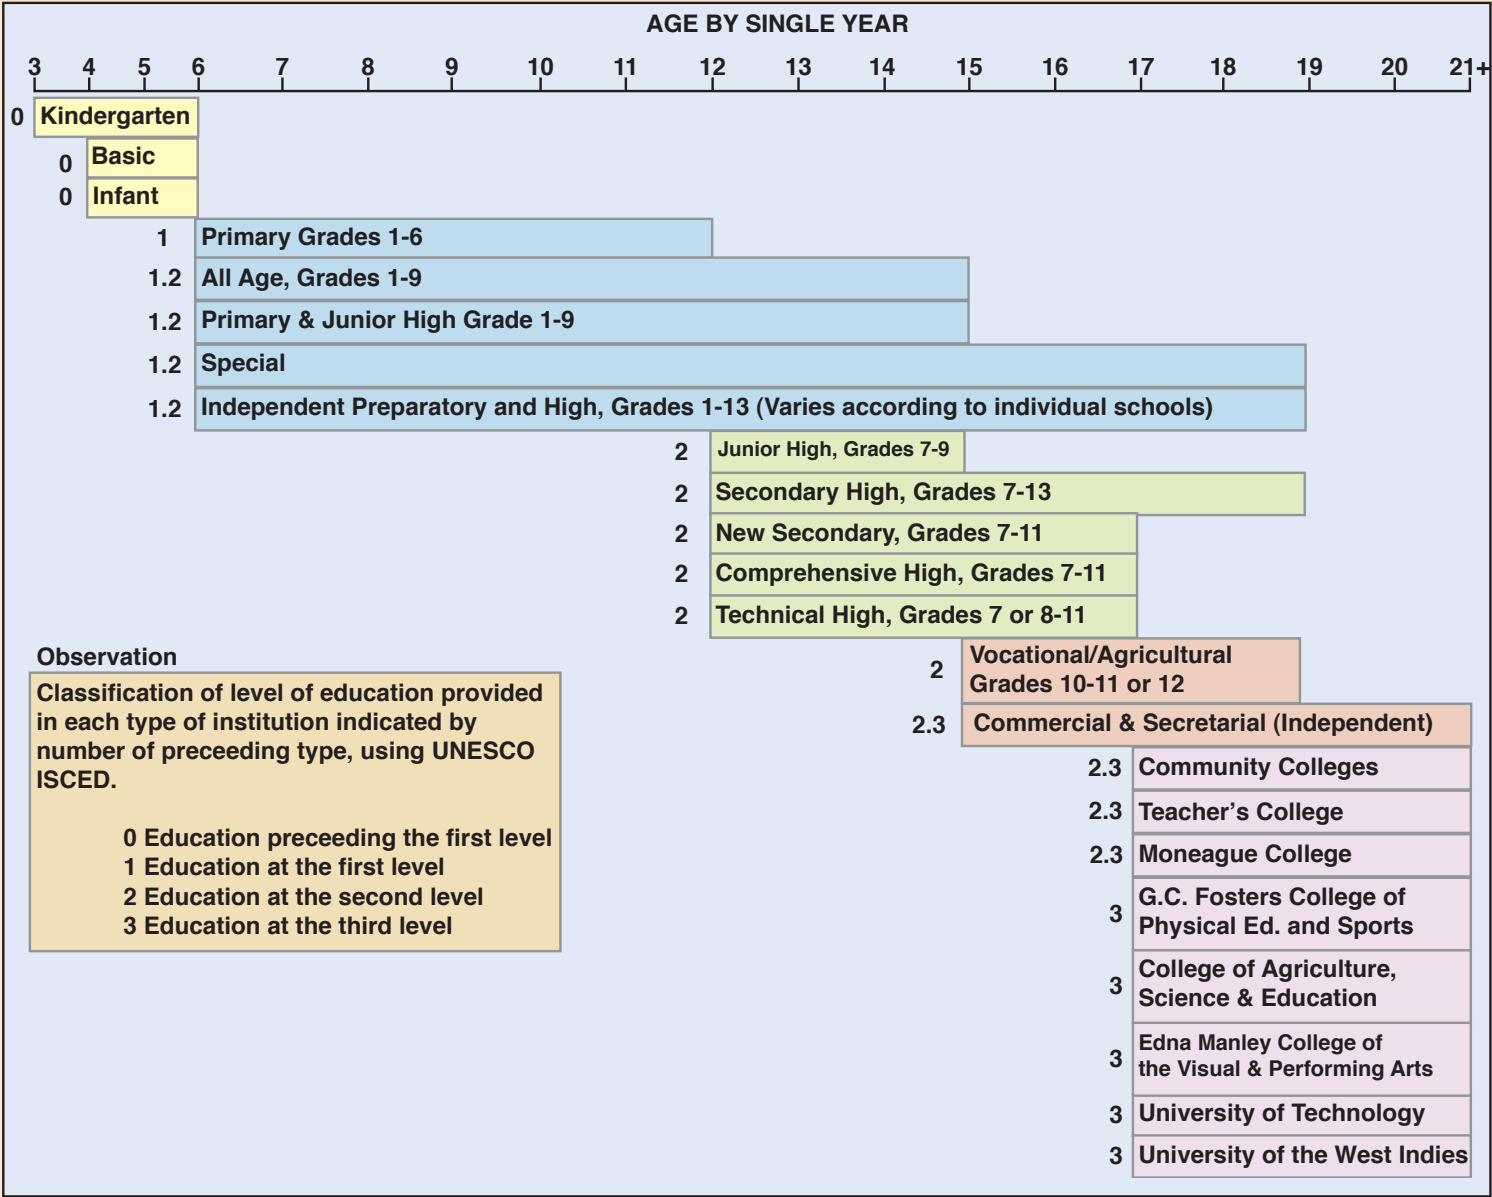 AGE BY SINGLE YEAR
3 4 5 6 7 8 9 10 11 12 13 14 15 16 17 18 19 20 21+
0 Kindergarten
0 Basic
0 Infant
1 Primary Grades 1-6
1.2 All Age, Grades 1-9
1.2 Primary & Junior High Grade 1-9
1.2 Special
1.2 Independent Preparatory and High, Grades 1-13 (Varies according to individual schools)
2 Junior High, Grades 7-9
2 Secondary High, Grades 7-13
2 New Secondary, Grades 7-11
2 Comprehensive High, Grades 7-11
2 Technical High, Grades 7 or 8-11
2 Vocational/Agricultural
Grades 10-11 or 12
2.3 Commercial & Secretarial (Independent)
2.3 Community Colleges
2.3 Teacher’s College
2.3 Moneague College
3 G.C. Fosters College of
Physical Ed. and Sports
3 College of Agriculture,
Science & Education
3 Edna Manley College of
the Visual & Performing Arts
3 University of Technology
3 University of the West Indies
Observation
Classification of level of education provided
in each type of institution indicated by
number of preceeding type, using UNESCO
ISCED.
0 Education preceeding the first level
1 Education at the first level
2 Education at the second level
3 Education at the third level